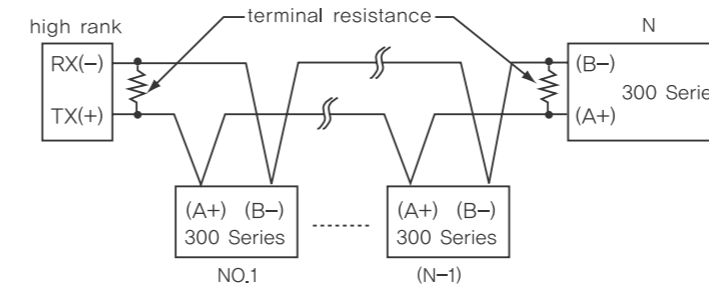 terminal resistance
high rank
RX(-)
TX(+)
N
(B-)
300 Serie
(A+)
(A+) (B-)
300 Series
NO.1
(A+) (B-)
300 Series
(N-1)